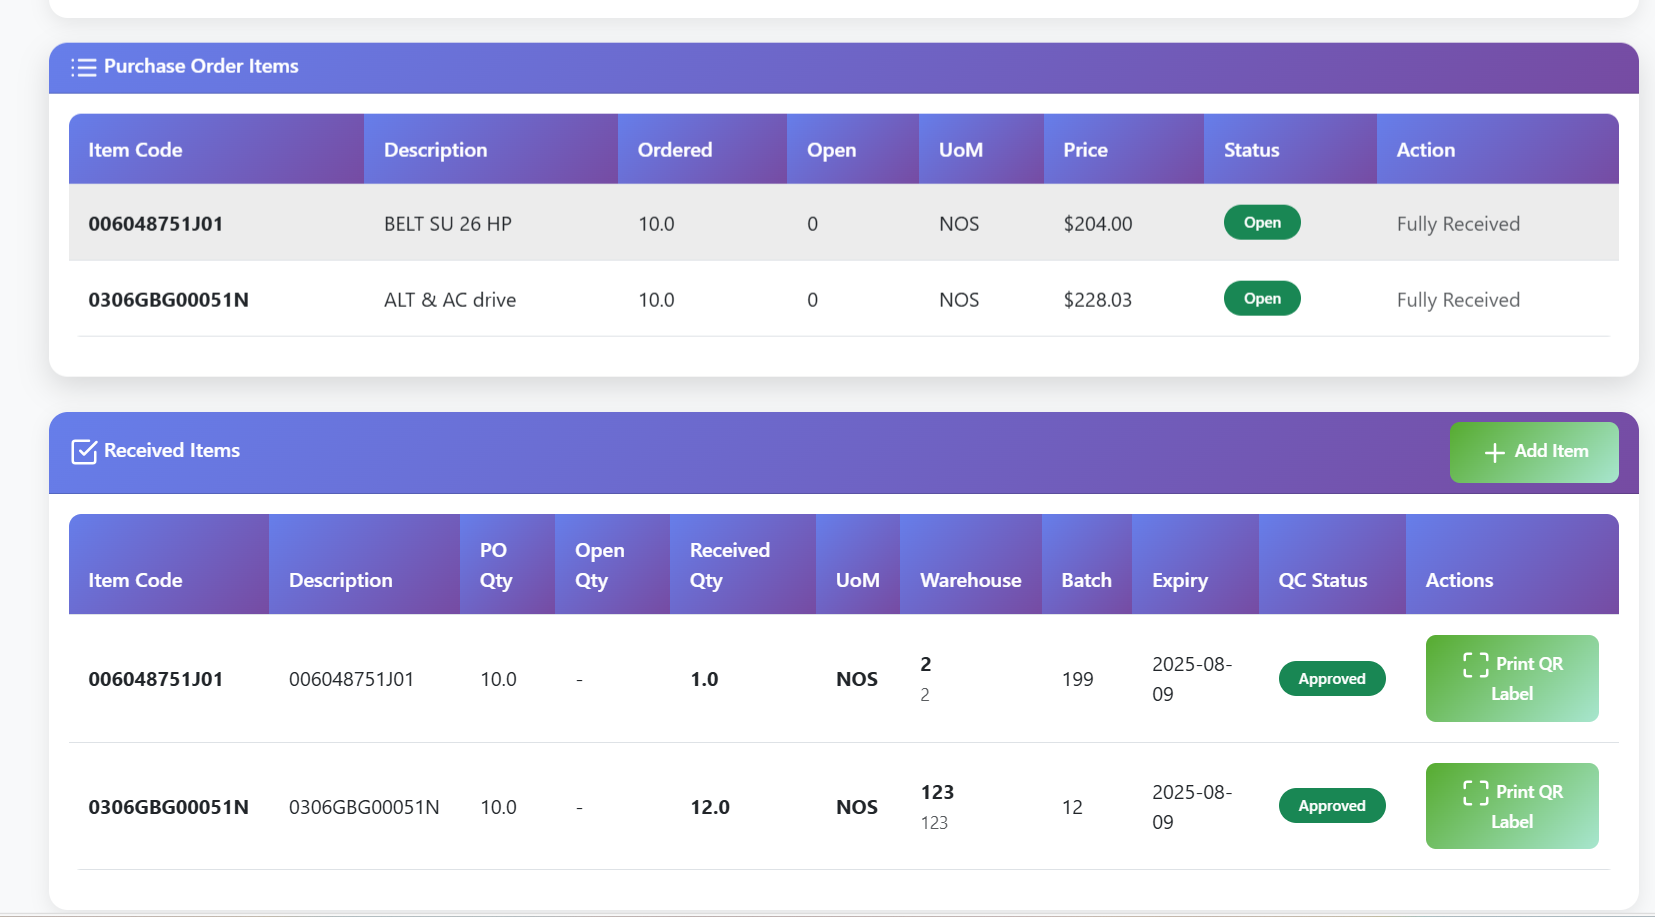 Purchase Order Items
Item Code Description Ordered Open UoM Price Status Action
006048751J01 BELT SU 26 HP 10.0 0 NOS $204.00 Open Fully Received
0306GBG00051N ALT & AC drive 10.0 0 NOS $228.03 Open Fully Received
Received Items
Add Item
Item Code Description PO Qty Open Qty Received Qty UoM Warehouse Batch Expiry QC Status Actions
006048751J01 006048751J01 10.0 - 1.0 NOS 2 199 2025-08- Approved Print QR
2 09 Label
0306GBG00051N 0306GBG00051N 10.0 - 12.0 NOS 123 12 2025-08- Approved Print QR
123 09 Label